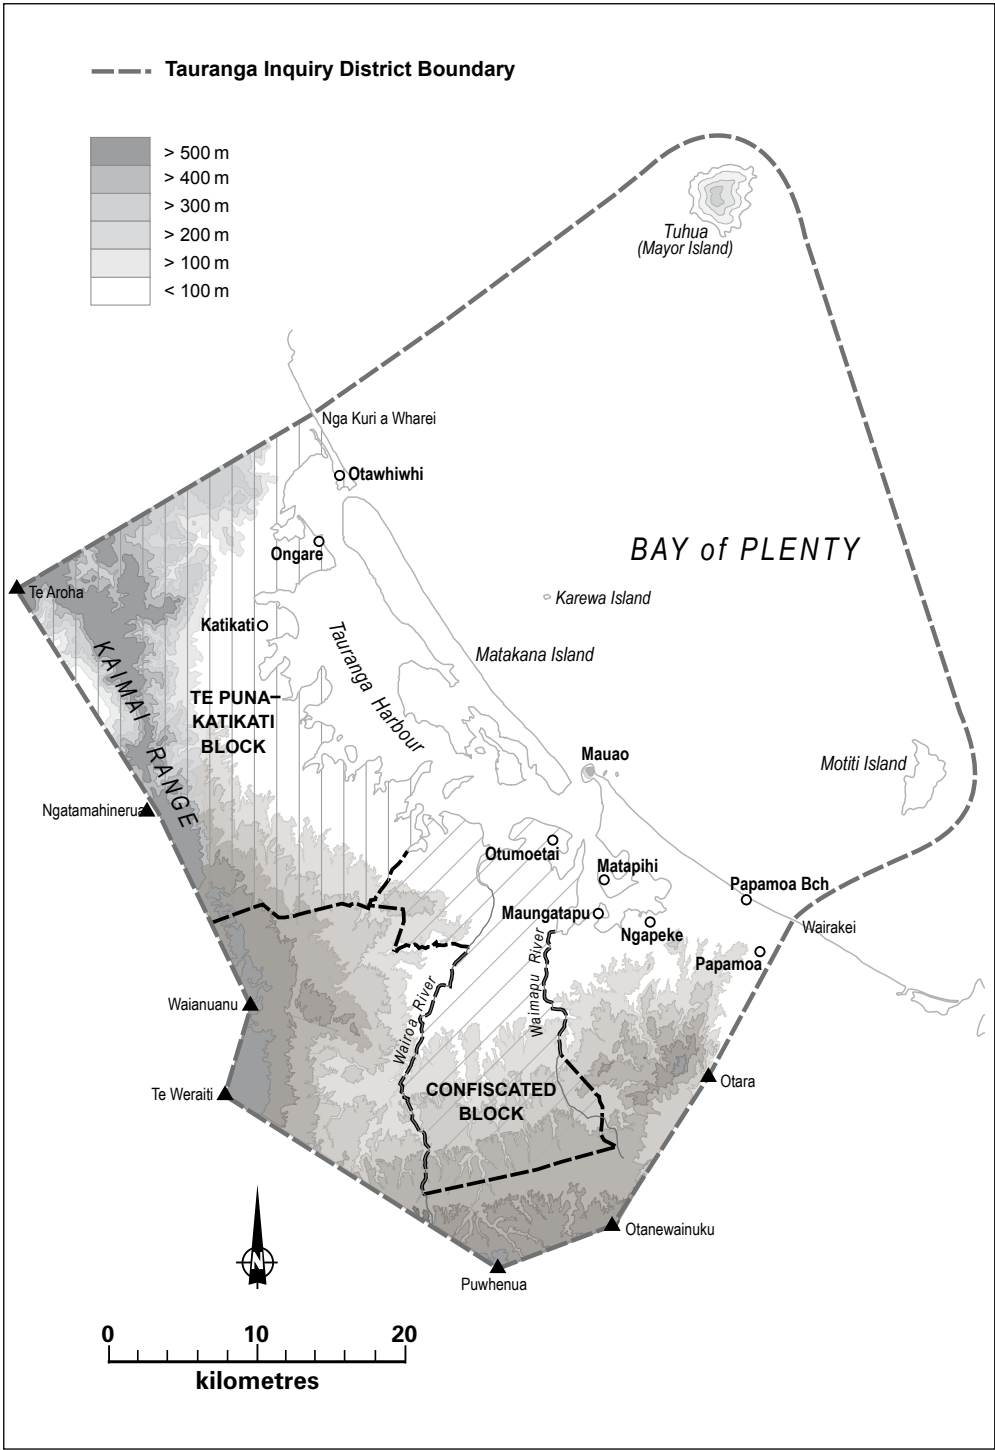 Tauranga Inquiry District Boundary
> 500 m
> 400 m
> 300 m
> 200 m
> 100 m
< 100 m
Tuhua
(Mayor Island)
Nga Kuri a Wharei
Otawhiwhi
BAY of PLENTY
Ongare
Te Aroha
Karewa Island
Katikati
Tauranga Harbour
Matakana Island
KAIMAI RANGE
TE PUNA–
KATIKATI
BLOCK
Mauao
Motiti Island
Ngatamahinerua
Otumoetai
Matapihi
Papamoa Bch
Maungatapu
Wairakei
Ngapeke
Papamoa
Waimapu River
Wairoa River
Waianuanu
Otara
Te Weraiti
CONFISCATED
BLOCK
Otanewainuku
N
Puwhenua
0 10 20
kilometres